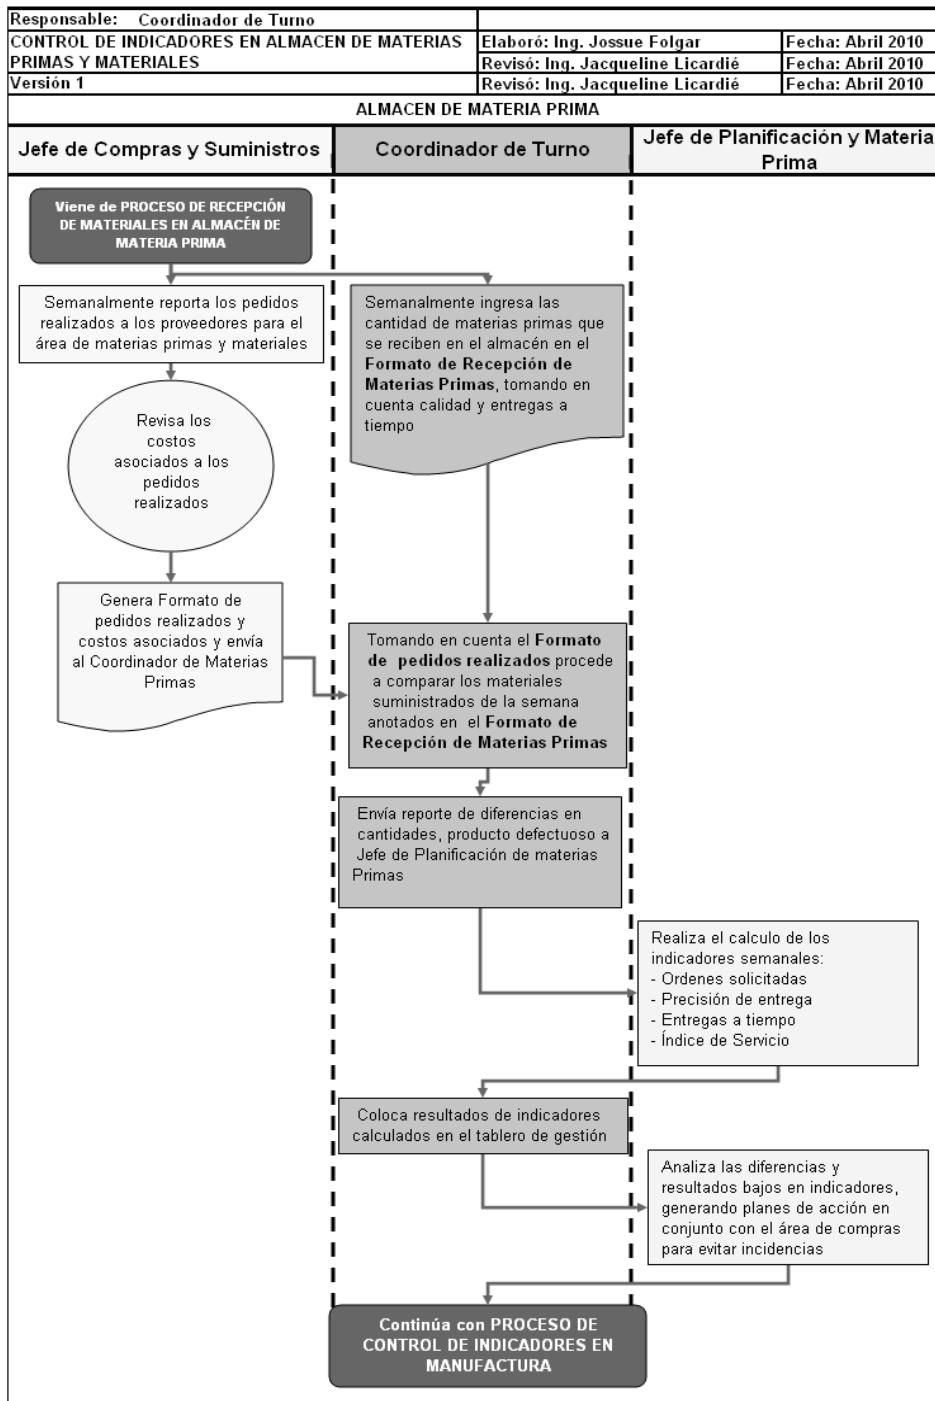 Responsable: Coordinador de Turno
CONTROL DE INDICADORES EN ALMACEN DE MATERIAS
PRIMAS Y MATERIALES
Elaboró: Ing. Jossue Folgar
Fecha: Abril 2010
Revisó: Ing. Jacqueline Licardié
Fecha: Abril 2010
Versión 1
Revisó: Ing. Jacqueline Licardié
Fecha: Abril 2010
ALMACEN DE MATERIA PRIMA
Jefe de Compras y Suministros
Coordinador de Turno
Jefe de Planificación y Materia
Prima
Viene de PROCESO DE RECEPCIÓN
DE MATERIALES EN ALMACÉN DE
MATERIA PRIMA
Semanalmente reporta los pedidos
realizados a los proveedores para el
área de materias primas y materiales
Semanalmente ingresa las
cantidad de materias primas que
se reciben en el almacén en el
Formato de Recepción de
Materias Primas, tomando en
cuenta calidad y entregas a
tiempo
Revisa los
costos
asociados a los
pedidos
realizados
Genera Formato de
pedidos realizados y
costos asociados y envía
al Coordinador de Materias
Primas
Tomando en cuenta el Formato
de pedidos realizados procede
a comparar los materiales
suministrados de la semana
anotados en el Formato de
Recepción de Materias Primas
Envía reporte de diferencias en
cantidades, producto defectuoso a
Jefe de Planificación de materias
Primas
Realiza el calculo de los
indicadores semanales:
- Ordenes solicitadas
- Precisión de entrega
- Entregas a tiempo
- Índice de Servicio
Coloca resultados de indicadores
calculados en el tablero de gestión
Analiza las diferencias y
resultados bajos en indicadores,
generando planes de acción en
conjunto con el área de compras
para evitar incidencias
Continúa con PROCESO DE
CONTROL DE INDICADORES EN
MANUFACTURA